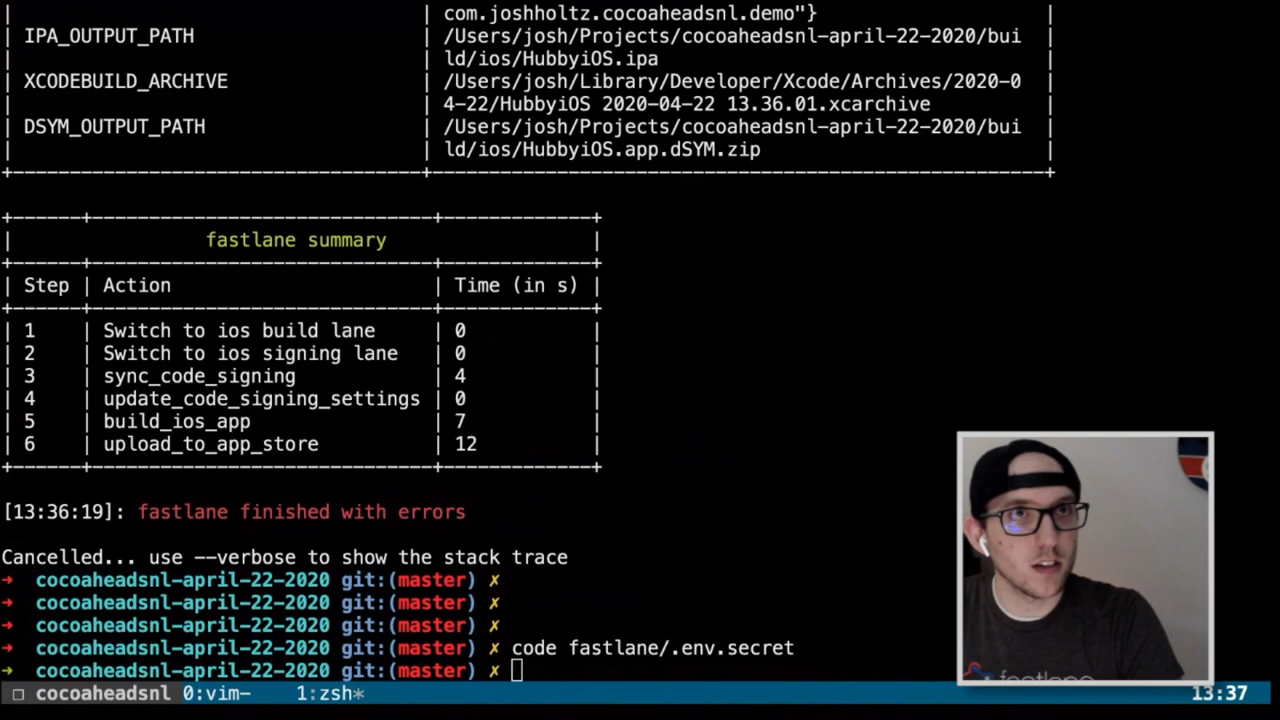 | | com.joshholtz.cocoaheadsnl.demo"} |
| IPA_OUTPUT_PATH | /Users/josh/Projects/cocoaheadsnl-april-22-2020/bui |
| | ld/ios/HubbyiOS.ipa |
| XCODEBUILD_ARCHIVE | /Users/josh/Library/Developer/Xcode/Archives/2020-0 |
| | 4-22/HubbyiOS 2020-04-22 13.36.01.xcarchive |
| DSYM_OUTPUT_PATH | /Users/josh/Projects/cocoaheadsnl-april-22-2020/bui |
| | ld/ios/HubbyiOS.app.dSYM.zip |
| fastlane summary |
| Step | Action | Time (in s) |
| 1 | Switch to ios build lane | 0 |
| 2 | Switch to ios signing lane | 0 |
| 3 | sync_code_signing | 4 |
| 4 | update_code_signing_settings | 0 |
| 5 | build_ios_app | 7 |
| 6 | upload_to_app_store | 12 |
[13:36:19]: fastlane finished with errors
Cancelled... use --verbose to show the stack trace
→ cocoaheadsnl-april-22-2020 git:(master) ✗
→ cocoaheadsnl-april-22-2020 git:(master) ✗
→ cocoaheadsnl-april-22-2020 git:(master) ✗
→ cocoaheadsnl-april-22-2020 git:(master) ✗ code fastlane/.env.secret
→ cocoaheadsnl-april-22-2020 git:(master) ✗
fastlane
□ cocoaheadsnl 0:vim- 1:zsh* 13:37